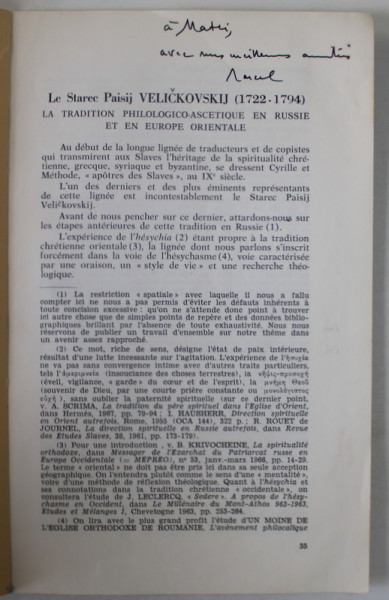 à Matei,
avec mes meilleures amitiés
Le Starec Paisij VELIČKOVSKIJ (1722-1794)
LA TRADITION PHILOLOGICO-ASCETIQUE EN RUSSIE
ET EN EUROPE ORIENTALE
Au début de la longue lignée de traducteurs et de copistes
qui transmirent aux Slaves l'héritage de la spiritualité chré-
tienne, grecque, syriaque et byzantine, se dressent Cyrille et
Méthode, « apôtres des Slaves », au IXe siècle.
L'un des derniers et des plus éminents représentants
de cette lignée est incontestablement le Starec Paisij
Veličkovskij.
Avant de nous pencher sur ce dernier, attardons-nous sur
les étapes antérieures de cette tradition en Russie (1).
L'expérience de l'hésychia (2) étant propre à la tradition
chrétienne orientale (3), la lignée dont nous parlons s'inscrit
forcément dans la voie de l'hésychasme (4), voie caractérisée
par une oraison, un « style de vie » et une recherche théo-
logique.
(1) La restriction « spatiale » avec laquelle il nous a fallu
compter ici ne nous a pas permis d'éviter les défauts inhérents à
toute concision excessive : qu'on ne s'attende donc point à trouver
ici autre chose que de simples points de repère et des données biblio-
graphiques brillant par l'absence de toute exhaustivité. Nous nous
réservons de publier un travail d'ensemble sur notre thème dans
un avenir assez rapproché.
(2) Ce mot, riche de sens, désigne l'état de paix intérieure,
résultat d'une lutte incessante sur l'agitation. L'expérience de l'ἡσυχία
ne va pas sans convergence intime avec d'autres traits particuliers,
tels l'ἀμεριμνία (insouciance des choses terrestres), la νῆψις-προσοχή
(éveil, vigilance, « garde » du cœur et de l'esprit), la μνήμη Θεοῦ
(souvenir de Dieu, par une courte prière constante ou μονολόγιστος
εὐχή), sans oublier la paternité spirituelle (sur ce dernier point,
v. A. SCRIMA, La tradition du père spirituel dans l'Eglise d'Orient,
dans Hermès, 1967, pp. 79-94 ; I. HAUSHERR, Direction spirituelle
en Orient autrefois, Rome, 1955 (OCA 144), 322 p. ; R. ROUET de
JOURNEL, La direction spirituelle en Russie autrefois, dans Revue
des Etudes Slaves, 38, 1961, pp. 173-179).
(3) Pour une introduction, v. B. KRIVOCHEINE, La spiritualité
orthodoxe, dans Messager de l'Exarchat du Patriarcat russe en
Europe Occidentale (= MEPREO), n° 53, janv.-mars 1966, pp. 14-29.
Le terme « oriental » ne doit pas être pris ici dans sa seule acception
géographique. On l'entendra plutôt comme le sens d'une « mentalité »,
voire d'une méthode de réflexion théologique. Quant à l'hésychia et
ses connotations dans la tradition chrétienne « occidentale », on
consultera l'étude de J. LECLERCQ, « Sedere ». A propos de l'hésy-
chasme en Occident, dans Le Millénaire du Mont-Athos 963-1963,
Etudes et Mélanges I, Chevetogne 1963, pp. 253-264.
(4) On lira avec le plus grand profit l'étude d'UN MOINE DE
L'EGLISE ORTHODOXE DE ROUMANIE, L'avènement philocalique
35